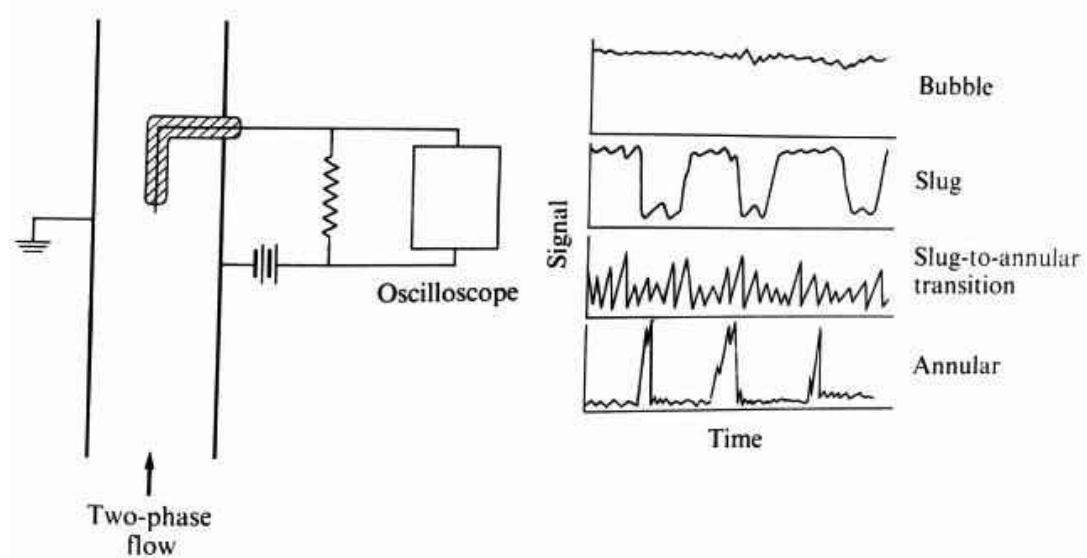 Two-phase
flow
Oscilloscope
Signal
Bubble
Slug
Slug-to-annular
transition
Annular
Time